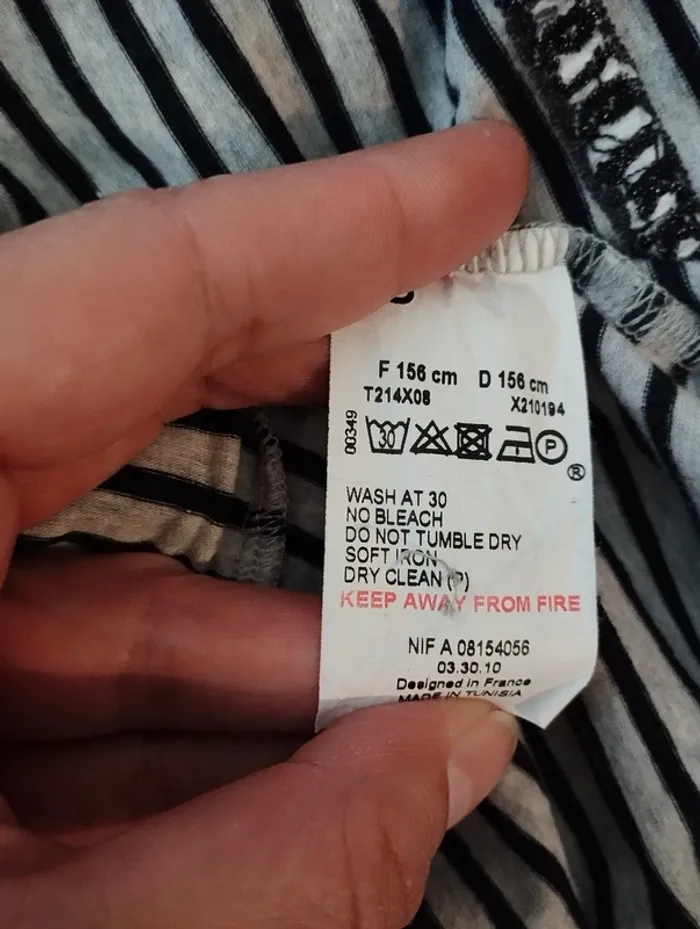 F 156 cm D 156 cm
T214X08 X210194
00349
30 P
®
WASH AT 30
NO BLEACH
DO NOT TUMBLE DRY
SOFT IRON
DRY CLEAN (P)
KEEP AWAY FROM FIRE
NIF A 08154056
03.30.10
Designed in France
MADE IN TUNISIA